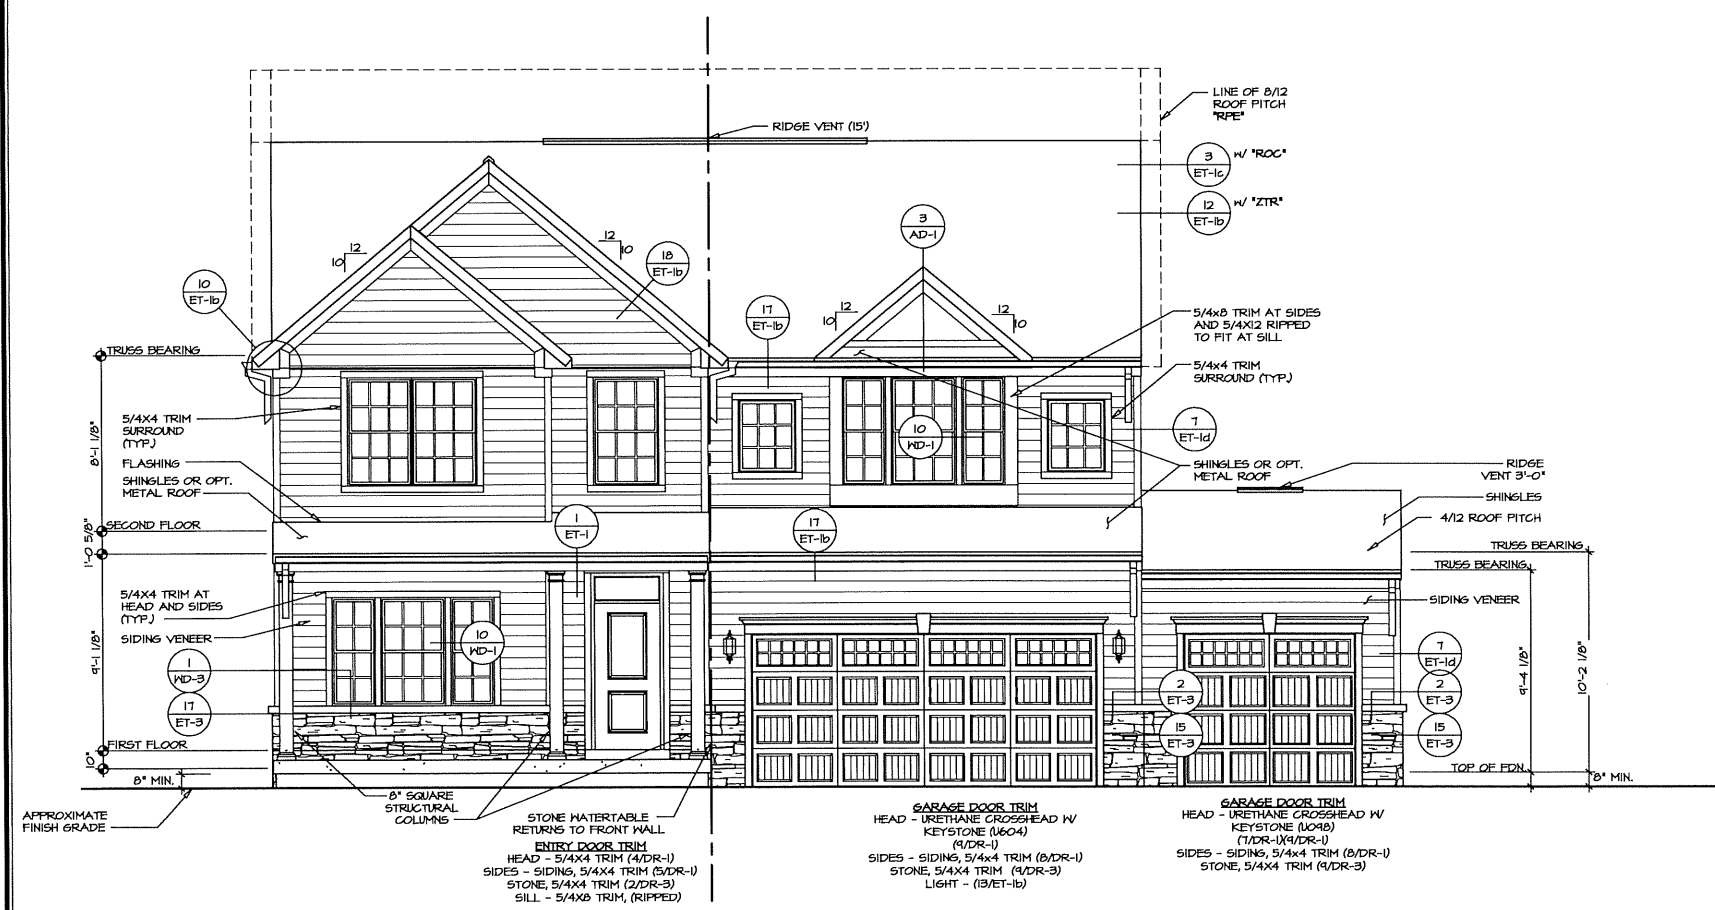 LINE OF 8/12
ROOF PITCH
"RPE"
RIDGE VENT (15')
3
ET-1c
W/ "ROC"
12
ET-1b
W/ "ZTR"
3
AD-1
12
10
12
10
18
ET-1b
10
ET-1b
17
ET-1b
12
10
12
10
5/4x8 TRIM AT SIDES
AND 5/4X12 RIPPED
TO FIT AT SILL
TRUSS BEARING
5/4x4 TRIM
SURROUND (TYP.)
5/4X4 TRIM
SURROUND
(TYP.)
8'-1 1/8"
10
WD-1
7
ET-1d
FLASHING
SHINGLES OR OPT.
METAL ROOF
SHINGLES OR OPT.
METAL ROOF
RIDGE
VENT 3'-0"
SHINGLES
4/12 ROOF PITCH
SECOND FLOOR
1'-0 5/8"
1
ET-1
17
ET-1b
TRUSS BEARING
TRUSS BEARING
5/4X4 TRIM AT
HEAD AND SIDES
(TYP.)
SIDING VENEER
SIDING VENEER
9'-1 1/8"
10
WD-1
1
WD-3
17
ET-3
7
ET-1d
2
ET-3
2
ET-3
15
ET-3
15
ET-3
9'-4 1/8"
10'-2 1/8"
FIRST FLOOR
10"
8" MIN.
TOP OF FDN.
8" MIN.
APPROXIMATE
FINISH GRADE
8" SQUARE
STRUCTURAL
COLUMNS
STONE WATERTABLE
RETURNS TO FRONT WALL
ENTRY DOOR TRIM
HEAD - 5/4X4 TRIM (4/DR-1)
SIDES - SIDING, 5/4X4 TRIM (5/DR-1)
STONE, 5/4X4 TRIM (2/DR-3)
SILL - 5/4X8 TRIM, (RIPPED)
GARAGE DOOR TRIM
HEAD - URETHANE CROSSHEAD W/
KEYSTONE (U604)
(9/DR-1)
SIDES - SIDING, 5/4x4 TRIM (8/DR-1)
STONE, 5/4X4 TRIM (9/DR-3)
LIGHT - (13/ET-1b)
GARAGE DOOR TRIM
HEAD - URETHANE CROSSHEAD W/
KEYSTONE (U098)
(7/DR-1)(9/DR-1)
SIDES - SIDING, 5/4x4 TRIM (8/DR-1)
STONE, 5/4X4 TRIM (9/DR-3)